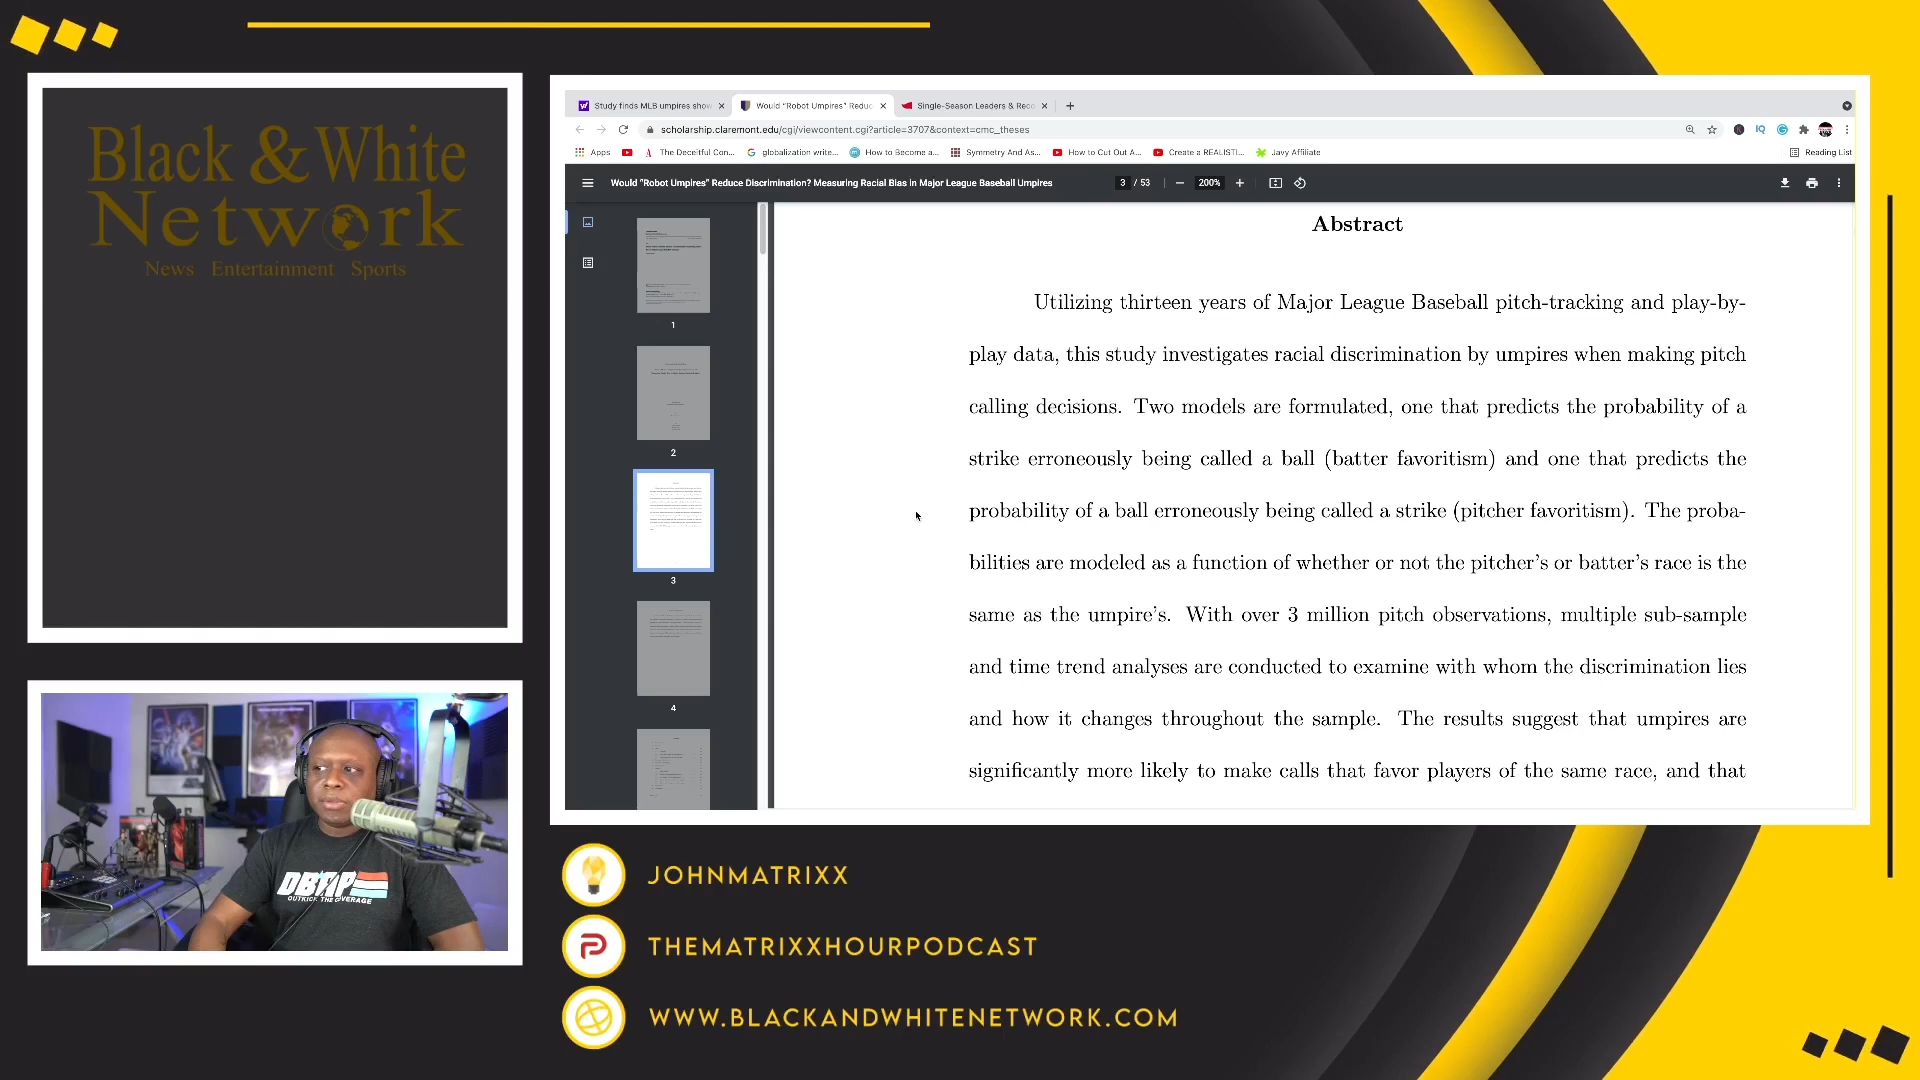 Black & White
Network
News Entertainment Sports
Study finds MLB umpires show
Would "Robot Umpires" Reduc
Single-Season Leaders & Reco
scholarship.claremont.edu/cgi/viewcontent.cgi?article=3707&context=cmc_theses
Apps
The Deceitful Con...
globalization write...
How to Become a...
Symmetry And As...
How to Cut Out A...
Create a REALISTI...
Javy Affiliate
Reading List
Would "Robot Umpires" Reduce Discrimination? Measuring Racial Bias in Major League Baseball Umpires
3 / 53
200%
1
2
3
4
Abstract
Utilizing thirteen years of Major League Baseball pitch-tracking and play-by-
play data, this study investigates racial discrimination by umpires when making pitch
calling decisions. Two models are formulated, one that predicts the probability of a
strike erroneously being called a ball (batter favoritism) and one that predicts the
probability of a ball erroneously being called a strike (pitcher favoritism). The proba-
bilities are modeled as a function of whether or not the pitcher's or batter's race is the
same as the umpire's. With over 3 million pitch observations, multiple sub-sample
and time trend analyses are conducted to examine with whom the discrimination lies
and how it changes throughout the sample. The results suggest that umpires are
significantly more likely to make calls that favor players of the same race, and that
OUTKICK THE COVERAGE
JOHNMATRIXX
THEMATRIXXHOURPODCAST
WWW.BLACKANDWHITENETWORK.COM